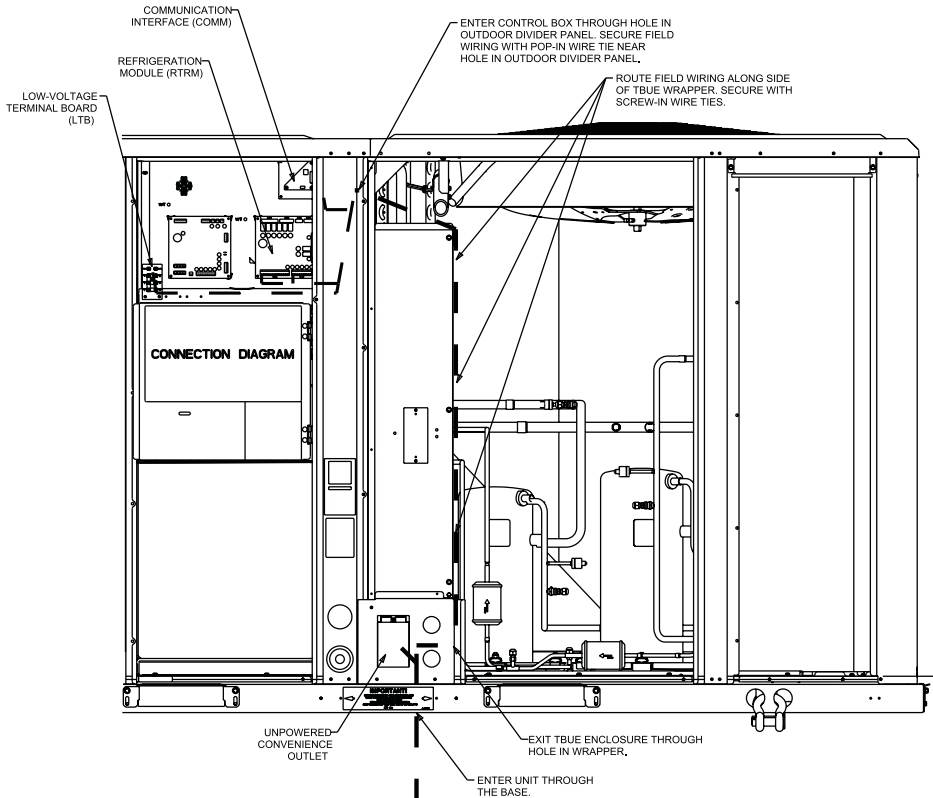 COMMUNICATION
INTERFACE (COMM)
ENTER CONTROL BOX THROUGH HOLE IN
OUTDOOR DIVIDER PANEL. SECURE FIELD
WIRING WITH POP-IN WIRE TIE NEAR
HOLE IN OUTDOOR DIVIDER PANEL.
REFRIGERATION
MODULE (RTRM)
ROUTE FIELD WIRING ALONG SIDE
OF TBUE WRAPPER. SECURE WITH
SCREW-IN WIRE TIES.
LOW-VOLTAGE
TERMINAL BOARD
(LTB)
CONNECTION DIAGRAM
IMPORTANT!
UNPOWERED
CONVENIENCE
OUTLET
EXIT TBUE ENCLOSURE THROUGH
HOLE IN WRAPPER.
ENTER UNIT THROUGH
THE BASE.